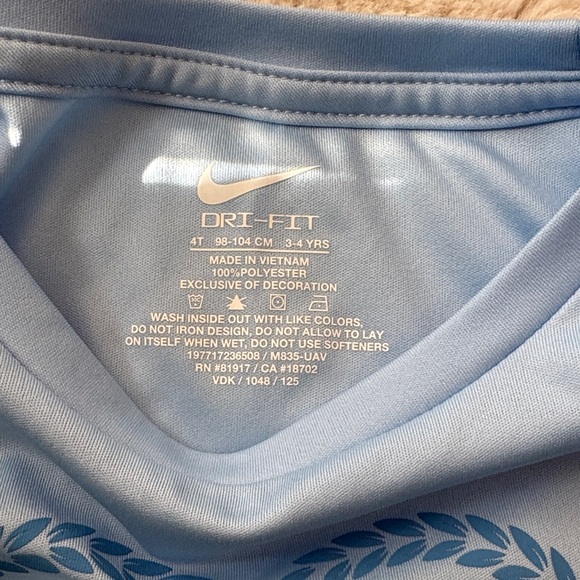 DRI-FIT
4T 98-104 CM 3-4 YRS
MADE IN VIETNAM
100%POLYESTER
EXCLUSIVE OF DECORATION
WASH INSIDE OUT WITH LIKE COLORS,
DO NOT IRON DESIGN, DO NOT ALLOW TO LAY
ON ITSELF WHEN WET, DO NOT USE SOFTENERS
197717236508 / M835-UAV
RN #81917 / CA #18702
VDK / 1048 / 125